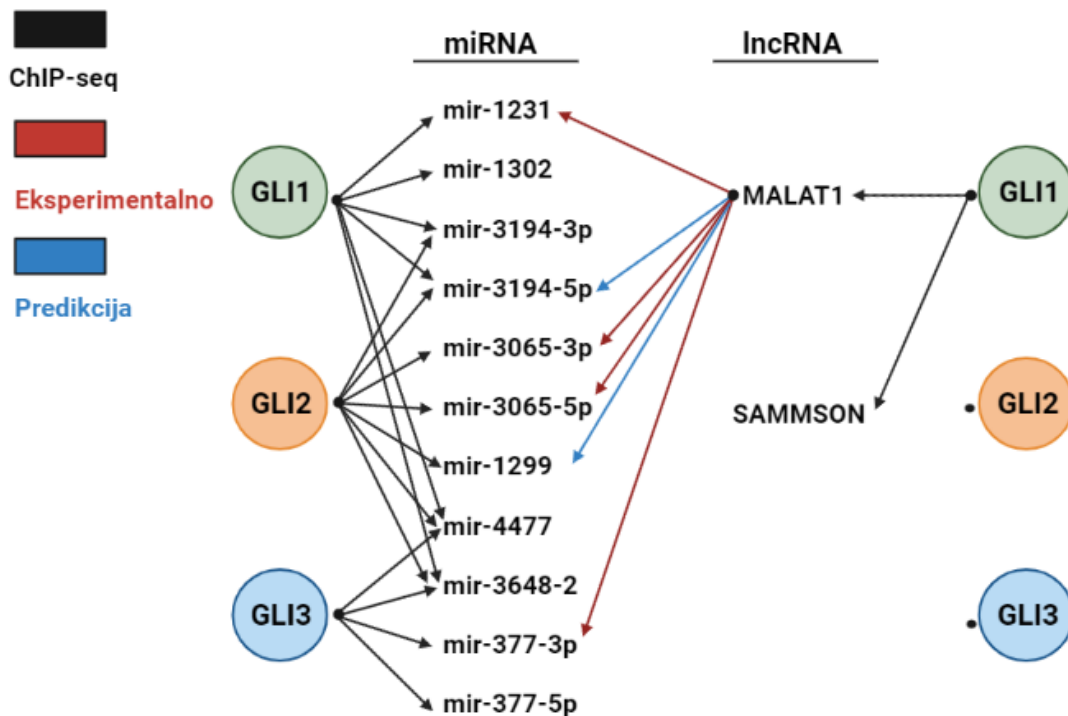 ChIP-seq
Eksperimentalno
Predikcija
GLI1
GLI2
GLI3
miRNA
mir-1231
mir-1302
mir-3194-3p
mir-3194-5p
mir-3065-3p
mir-3065-5p
mir-1299
mir-4477
mir-3648-2
mir-377-3p
mir-377-5p
lncRNA
MALAT1
SAMMSON
GLI1
GLI2
GLI3